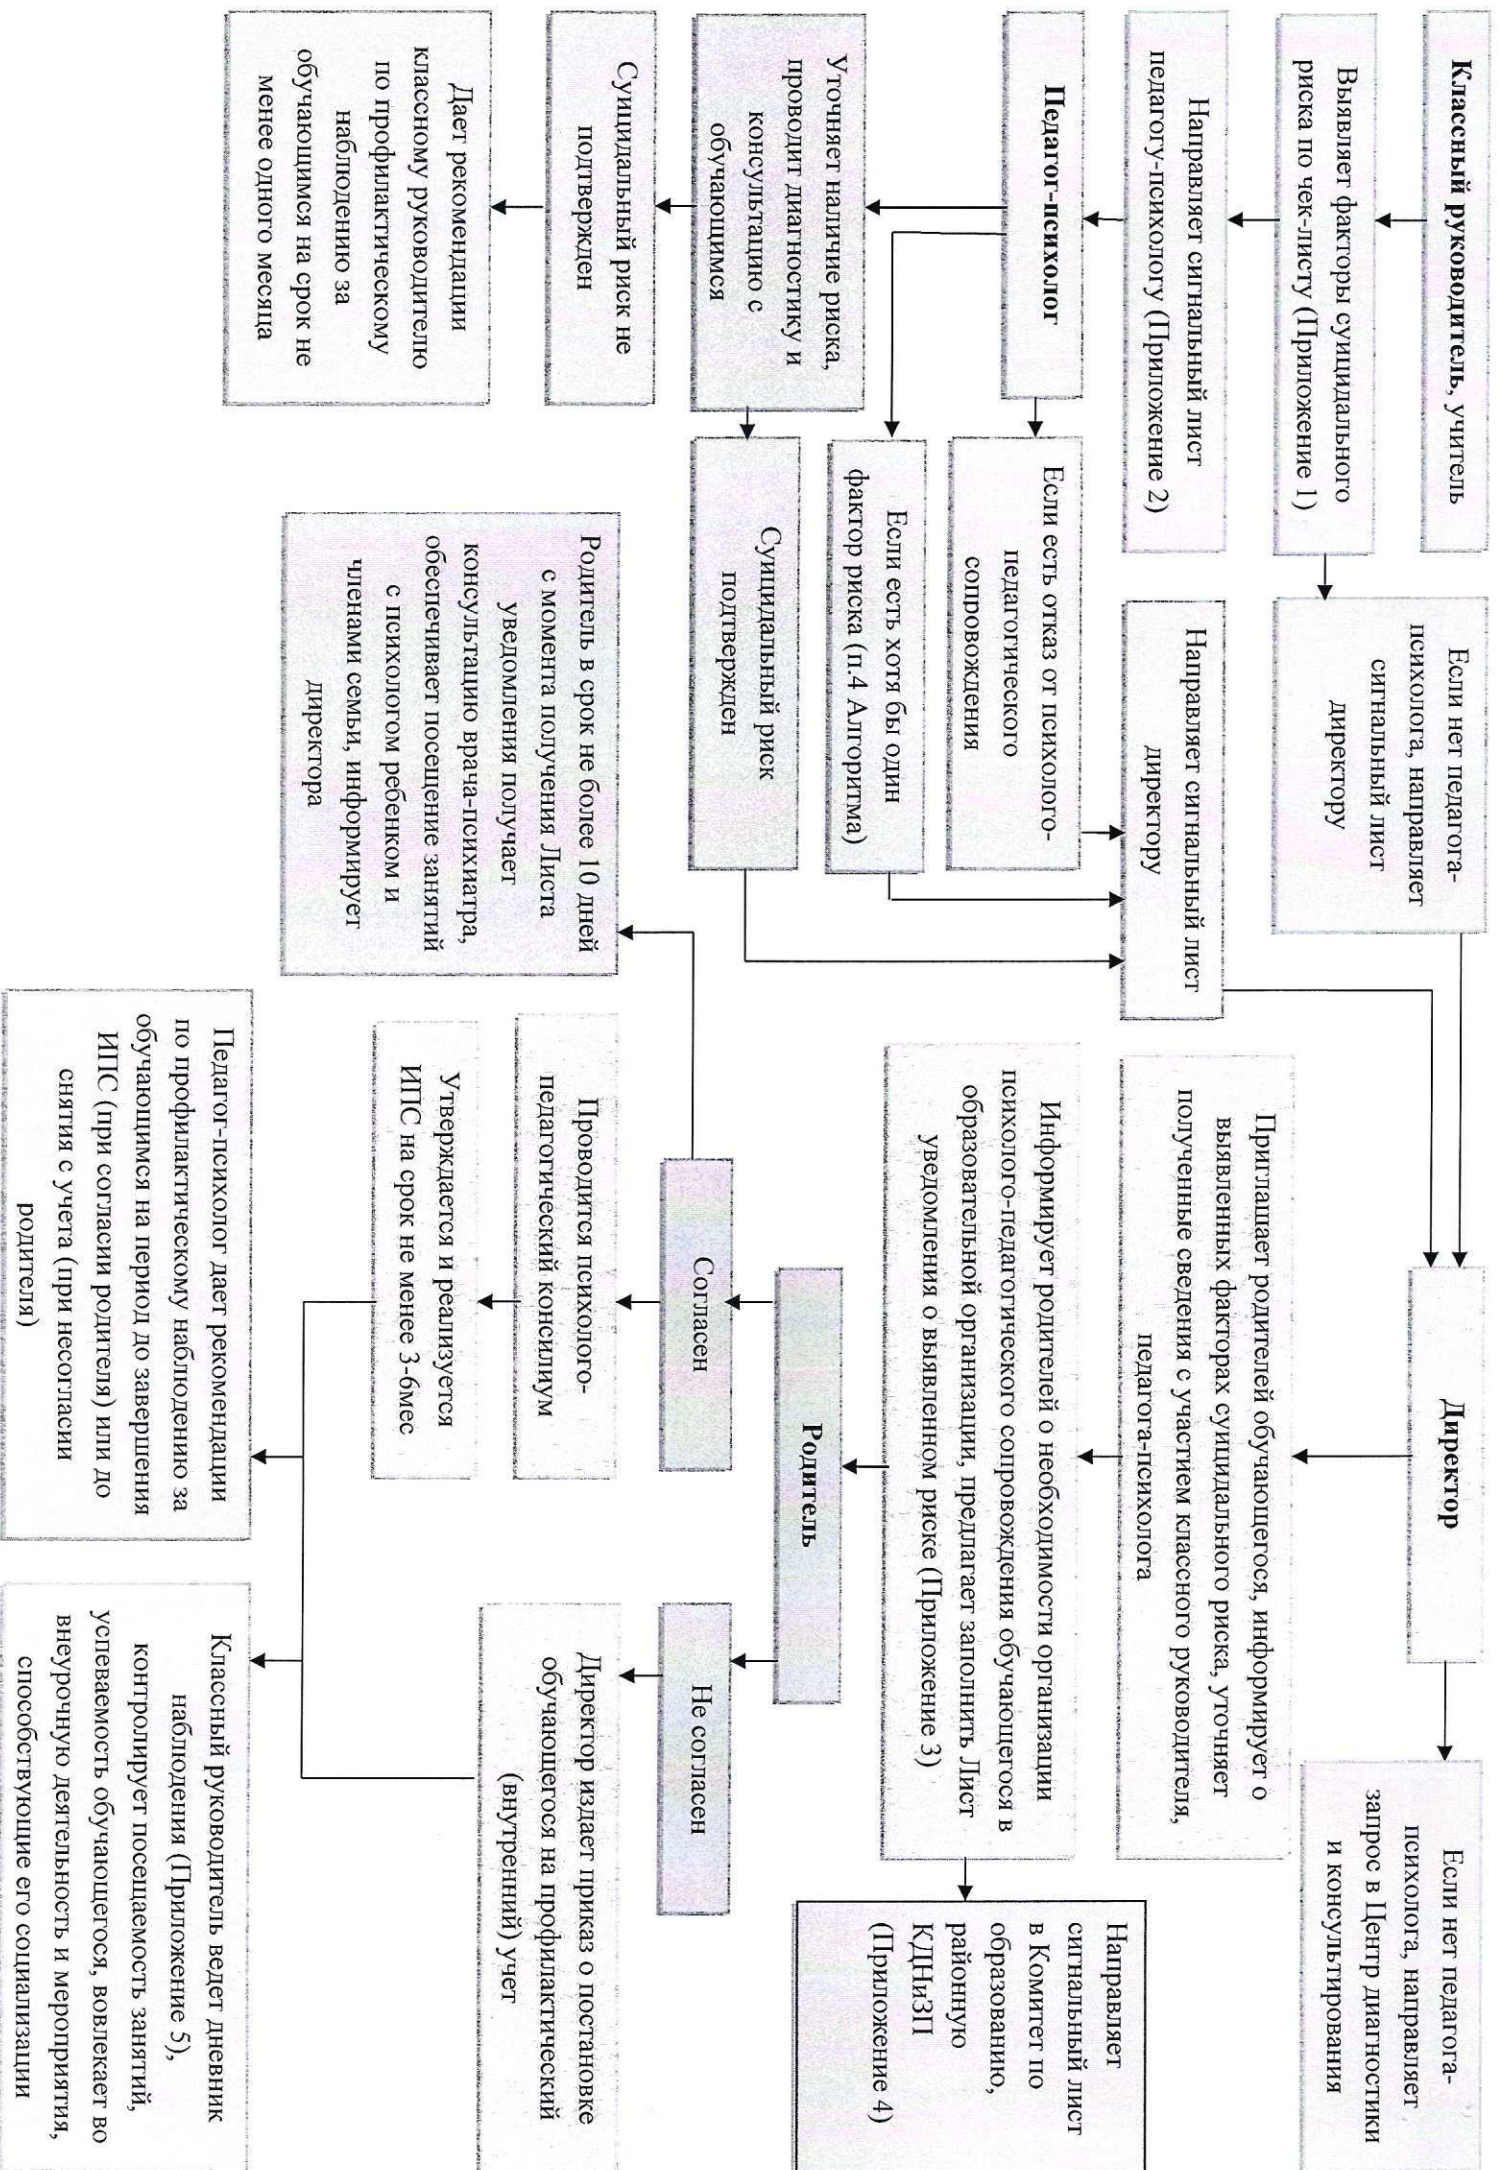 Классный руководитель, учитель
Выявляет факторы суицидального
риска по чек-листу (Приложение 1)
Направляет сигнальный лист
педагогу-психологу (Приложение 2)
Педагог-психолог
Уточняет наличие риска,
проводит диагностику и
консультацию с
обучающимся
Суицидальный риск не
подтвержден
Дает рекомендации
классному руководителю
по профилактическому
наблюдению за
обучающимся на срок не
менее одного месяца
Если нет педагога-
психолога, направляет
сигнальный лист
директору
Направляет сигнальный лист
директору
Если есть отказ от психолого-
педагогического
сопровождения
Если есть хотя бы один
фактор риска (п.4 Алгоритма)
Суицидальный риск
подтвержден
Родитель в срок не более 10 дней
с момента получения Листа
уведомления получает
консультацию врача-психиатра,
обеспечивает посещение занятий
с психологом ребенком и
членами семьи, информирует
директора
Директор
Приглашает родителей обучающегося, информирует о
выявленных факторах суицидального риска, уточняет
полученные сведения с участием классного руководителя,
педагога-психолога
Информирует родителей о необходимости организации
психолого-педагогического сопровождения обучающегося в
образовательной организации, предлагает заполнить Лист
уведомления о выявленном риске (Приложение 3)
Родитель
Согласен
Проводится психолого-
педагогический консилиум
Утверждается и реализуется
ИПС на срок не менее 3-6мес
Педагог-психолог дает рекомендации
по профилактическому наблюдению за
обучающимся на период до завершения
ИПС (при согласии родителя) или до
снятия с учета (при несогласии
родителя)
Если нет педагога-
психолога, направляет
запрос в Центр диагностики
и консультирования
Направляет
сигнальный лист
в Комитет по
образованию,
районную
КДНиЗП
(Приложение 4)
Не согласен
Директор издает приказ о постановке
обучающегося на профилактический
(внутренний) учет
Классный руководитель ведет дневник
наблюдения (Приложение 5),
контролирует посещаемость занятий,
успеваемость обучающегося, вовлекает во
внеурочную деятельность и мероприятия,
способствующие его социализации